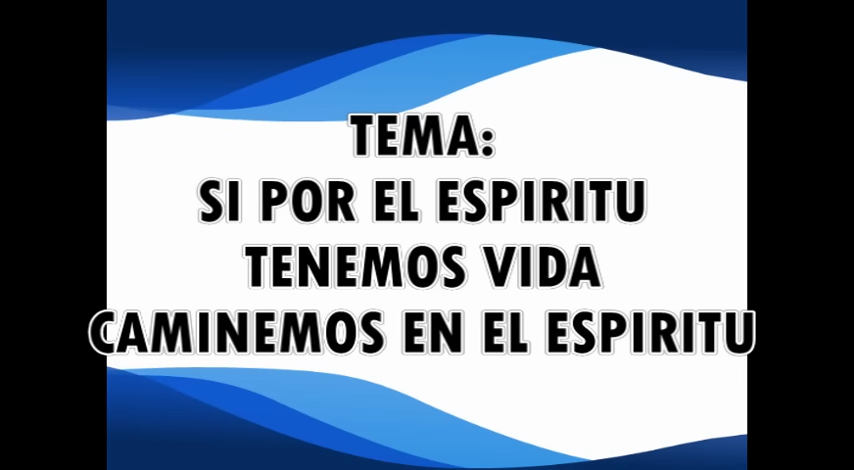 TEMA:
SI POR EL ESPIRITU
TENEMOS VIDA
CAMINEMOS EN EL ESPIRITU